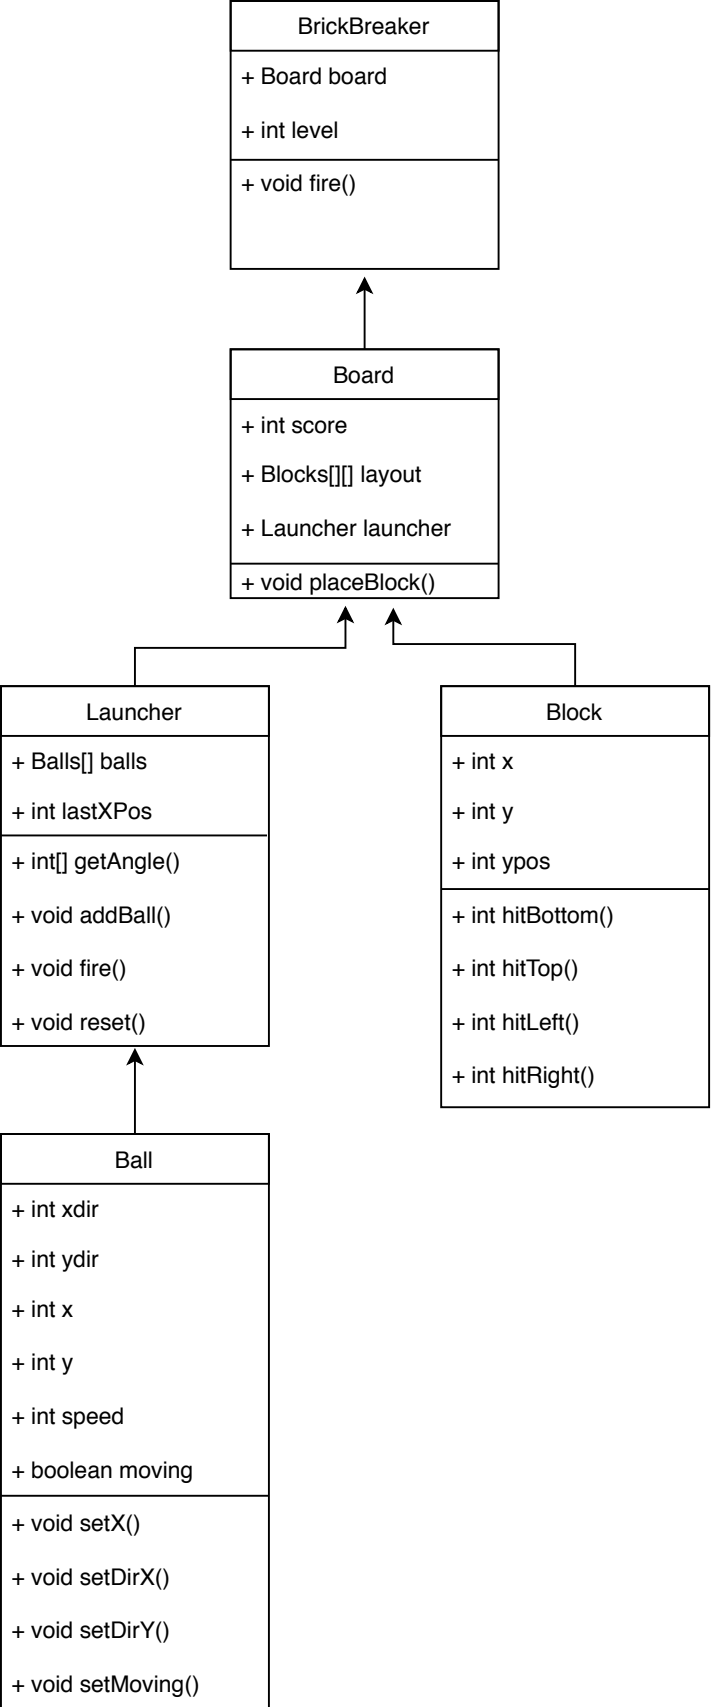 BrickBreaker
+ Board board
+ int level
+ void fire()
Board
+ int score
+ Blocks[][] layout
+ Launcher launcher
+ void placeBlock()
Launcher
+ Balls[] balls
+ int lastXPos
+ int[] getAngle()
+ void addBall()
+ void fire()
+ void reset()
Block
+ int x
+ int y
+ int ypos
+ int hitBottom()
+ int hitTop()
+ int hitLeft()
+ int hitRight()
Ball
+ int xdir
+ int ydir
+ int x
+ int y
+ int speed
+ boolean moving
+ void setX()
+ void setDirX()
+ void setDirY()
+ void setMoving()